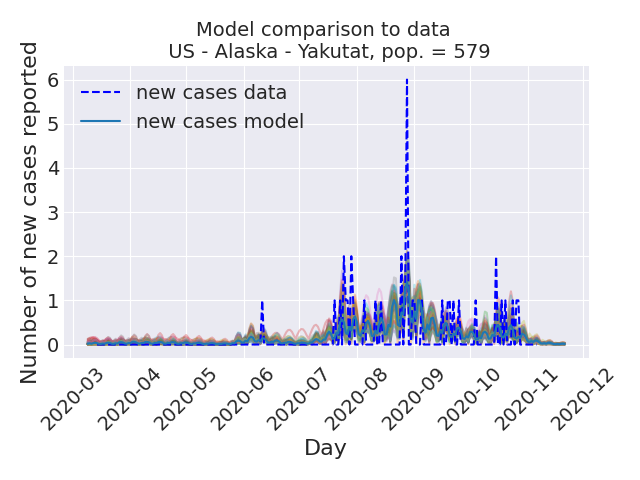 Model comparison to data
US - Alaska - Yakutat, pop. = 579
Number of new cases reported
6
5
4
3
2
1
0
new cases data
new cases model
2020-03
2020-04
2020-05
2020-06
2020-07
2020-08
2020-09
2020-10
2020-11
2020-12
Day